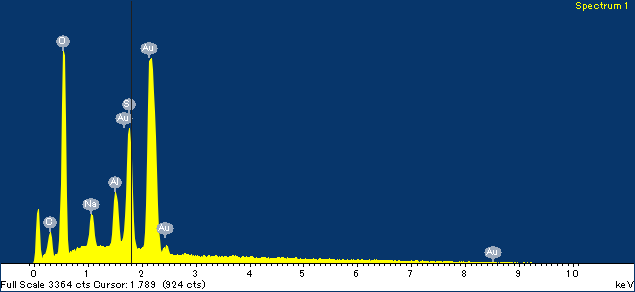 Spectrum 1
O
Au
Si
Au
Al
Na
C
Au
Au
0 1 2 3 4 5 6 7 8 9 10
Full Scale 3364 cts Cursor: 1.789 (924 cts) keV